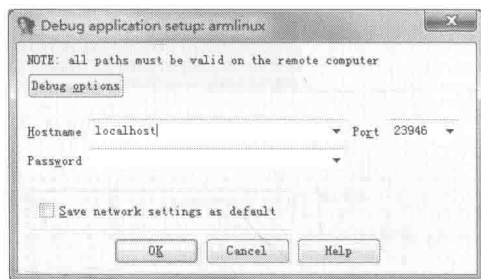 Debug application setup: armlinux
NOTE: all paths must be valid on the remote computer
Debug options
Hostname localhost Port 23946
Password
Save network settings as default
OK Cancel Help